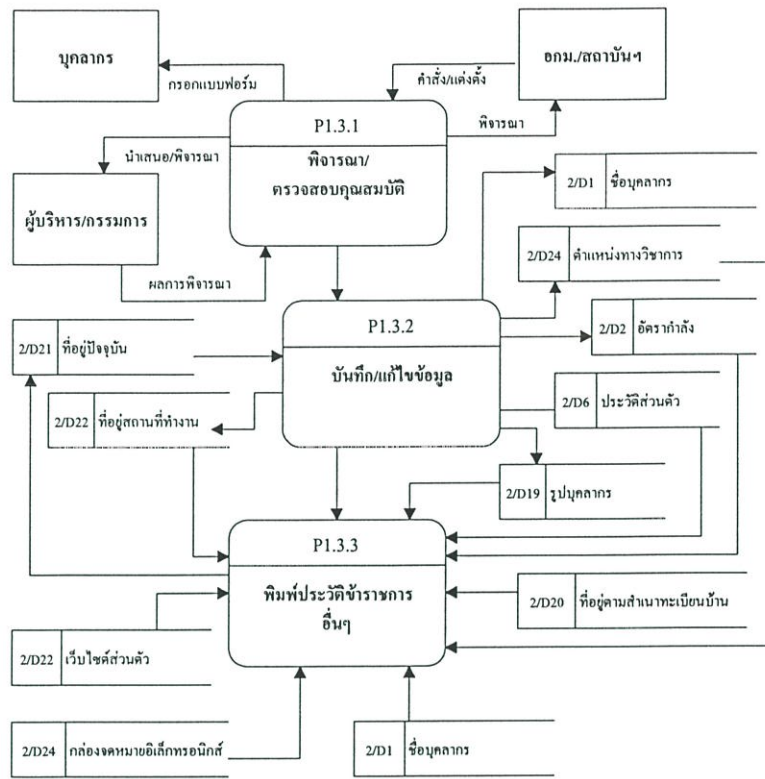 บุคลากร
อกม./สถาบันฯ
กรอกแบบฟอร์ม
คำสั่ง/แต่งตั้ง
P1.3.1
พิจารณา/
ตรวจสอบคุณสมบัติ
พิจารณา
นำเสนอ/พิจารณา
ผู้บริหาร/กรรมการ
ผลการพิจารณา
2/D1 ชื่อบุคลากร
2/D24 ตำแหน่งทางวิชาการ
P1.3.2
บันทึก/แก้ไขข้อมูล
2/D2 อัตรากำลัง
2/D21 ที่อยู่ปัจจุบัน
2/D6 ประวัติส่วนตัว
2/D22 ที่อยู่สถานที่ทำงาน
2/D19 รูปบุคลากร
P1.3.3
พิมพ์ประวัติข้าราชการ
อื่นๆ
2/D20 ที่อยู่ตามสำเนาทะเบียนบ้าน
2/D22 เว็บไซต์ส่วนตัว
2/D24 กล่องจดหมายอิเล็กทรอนิกส์
2/D1 ชื่อบุคลากร